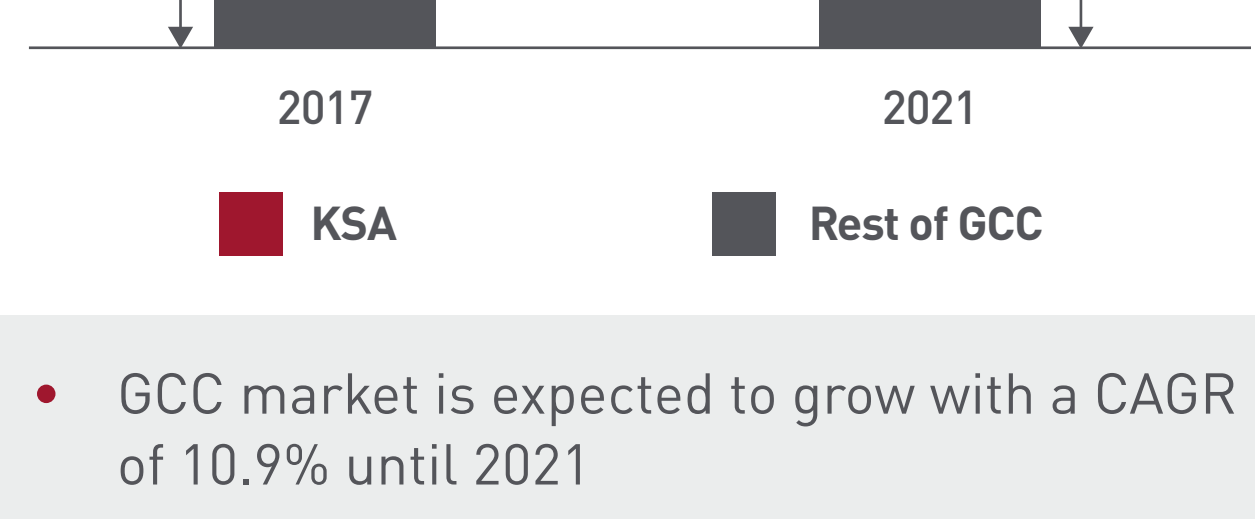 2017 2021
KSA Rest of GCC
• GCC market is expected to grow with a CAGR
of 10.9% until 2021